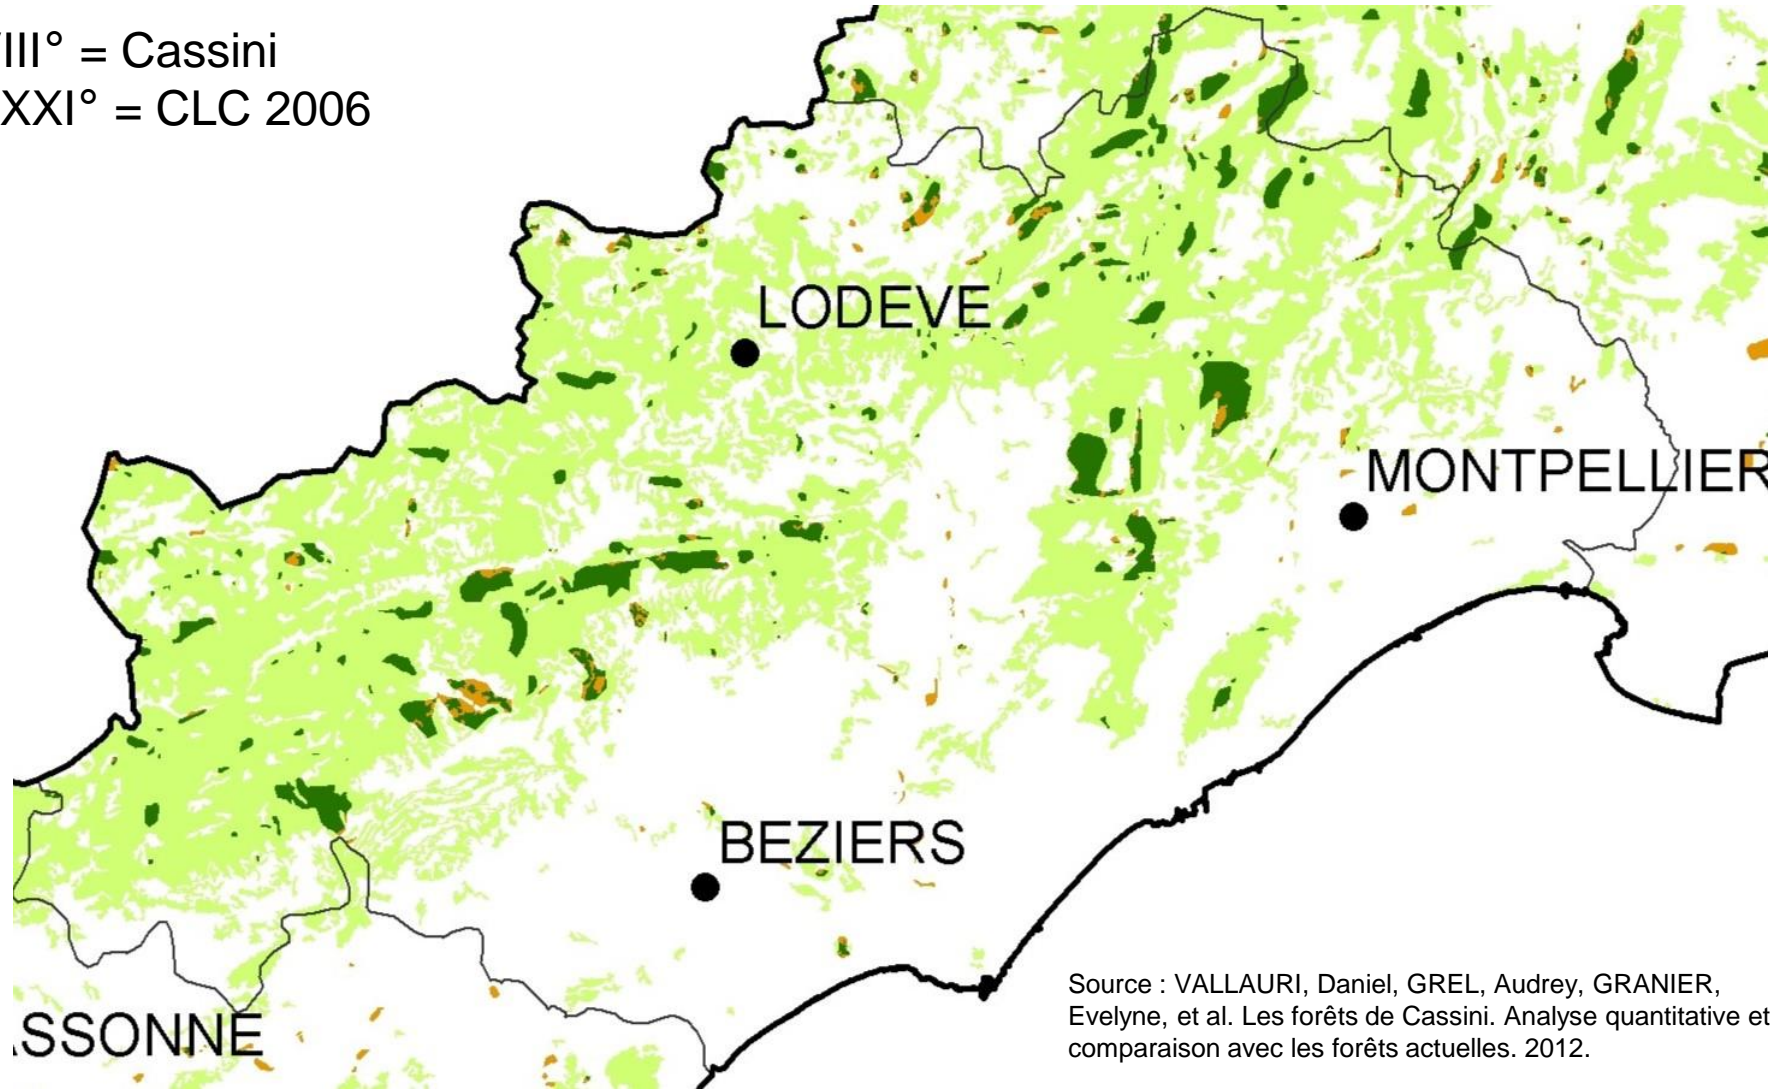 III° = Cassini
XXI° = CLC 2006
LODEVE
MONTPELLIER
BEZIERS
SSONNE
Source : VALLAURI, Daniel, GREL, Audrey, GRANIER,
Evelyne, et al. Les forêts de Cassini. Analyse quantitative et
comparaison avec les forêts actuelles. 2012.